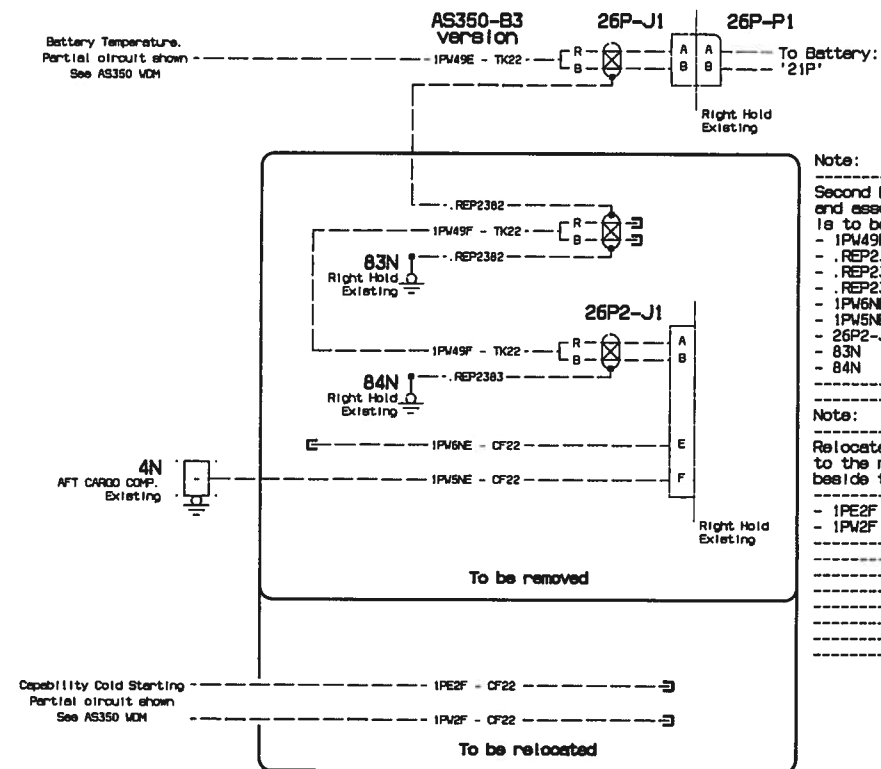 AS350-B3
version
26P-J1
26P-P1
Battery Temperature.
Partial circuit shown
See AS350 WDM
1PW49E - TK22
R
B
A
B
A
B
To Battery:
'21P'
Right Hold
Existing
.REP2382
1PW49F - TK22
R
B
.REP2382
83N
Right Hold
Existing
26P2-J1
1PW49F - TK22
R
B
A
B
84N
Right Hold
Existing
.REP2383
1PW6NE - CF22
E
4N
AFT CARGO COMP.
Existing
1PW5NE - CF22
F
Right Hold
Existing
To be removed
Capability Cold Starting
Partial circuit shown
See AS350 WDM
1PE2F - CF22
1PW2F - CF22
To be relocated
Note:
Second
and
is to
- 1PW49
- .REP2
- .REP2
- .REP2
- 1PW6N
- 1PW5N
- 26P2-
- 83N
- 84N
Note:
Relocate
to the
beside
- 1PE2F
- 1PW2F